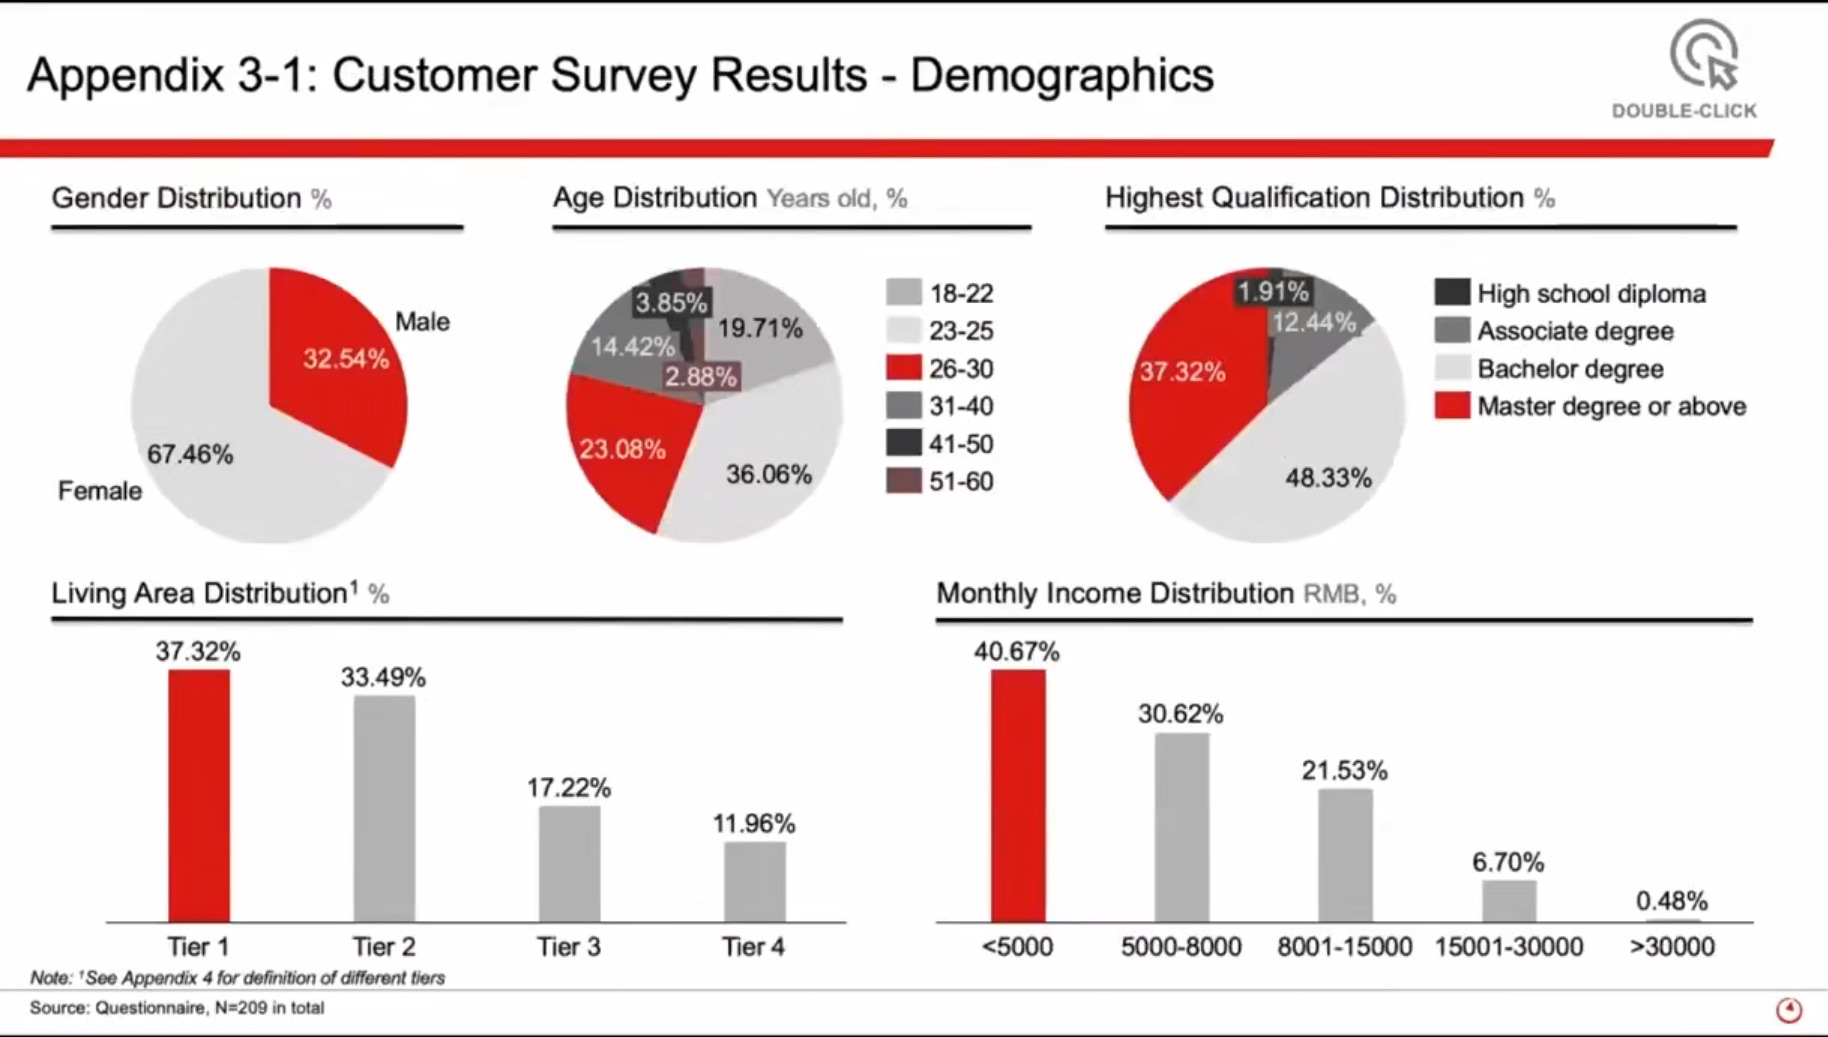 Appendix 3-1: Customer Survey Results - Demographics
DOUBLE-CLICK
Gender Distribution %
Male
32.54%
67.46%
Female
Age Distribution Years old, %
3.85%
19.71%
14.42%
2.88%
23.08%
36.06%
18-22
23-25
26-30
31-40
41-50
51-60
Highest Qualification Distribution %
1.91%
12.44%
37.32%
48.33%
High school diploma
Associate degree
Bachelor degree
Master degree or above
Living Area Distribution¹ %
37.32%
33.49%
17.22%
11.96%
Tier 1 Tier 2 Tier 3 Tier 4
Monthly Income Distribution RMB, %
40.67%
30.62%
21.53%
6.70%
0.48%
<5000 5000-8000 8001-15000 15001-30000 >30000
Note: ¹See Appendix 4 for definition of different tiers
Source: Questionnaire, N=209 in total